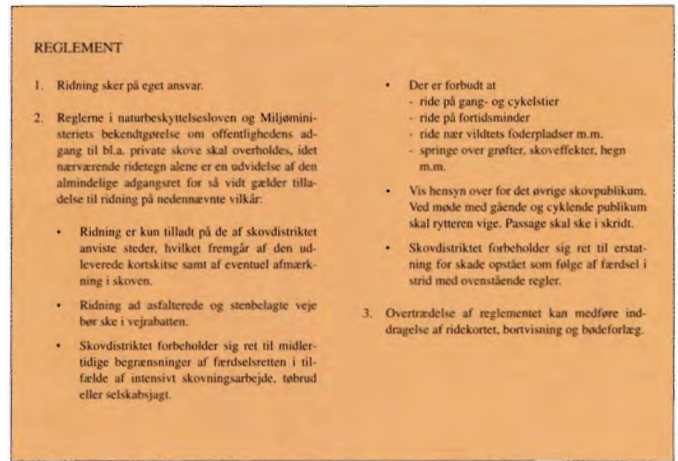 REGLEMENT
1. Ridning sker på eget ansvar.
2. Reglerne i naturbeskyttelsesloven og Miljømini-
steriets bekendtgørelse om offentlighedens ad-
gang til bl.a. private skove skal overholdes, idet
nærværende ridetegn alene er en udvidelse af den
almindelige adgangsret for så vidt gælder tilla-
delse til ridning på nedennævnte vilkår:
• Ridning er kun tilladt på de af skovdistriktet
anviste steder, hvilket fremgår af den ud-
leverede kortskitse samt af eventuel afmærk-
ning i skoven.
• Ridning ad asfalterede og stenbelagte veje
bør ske i vejrabatten.
• Skovdistriktet forbeholder sig ret til midler-
tidige begrænsninger af færdselsretten i til-
fælde af intensivt skovningsarbejde, tøbrud
eller selskabsjagt.
• Der er forbudt at
- ride på gang- og cykelstier
- ride på fortidsminder
- ride nær vildtets foderpladser m.m.
- springe over grøfter, skoveffekter, hegn
m.m.
• Vis hensyn over for det øvrige skovpublikum.
Ved møde med gående og cyklende publikum
skal rytteren vige. Passage skal ske i skridt.
• Skovdistriktet forbeholder sig ret til erstat-
ning for skade opstået som følge af færdsel i
strid med ovenstående regler.
3. Overtrædelse af reglementet kan medføre ind-
dragelse af ridekortet, bortvisning og bødeforlæg.